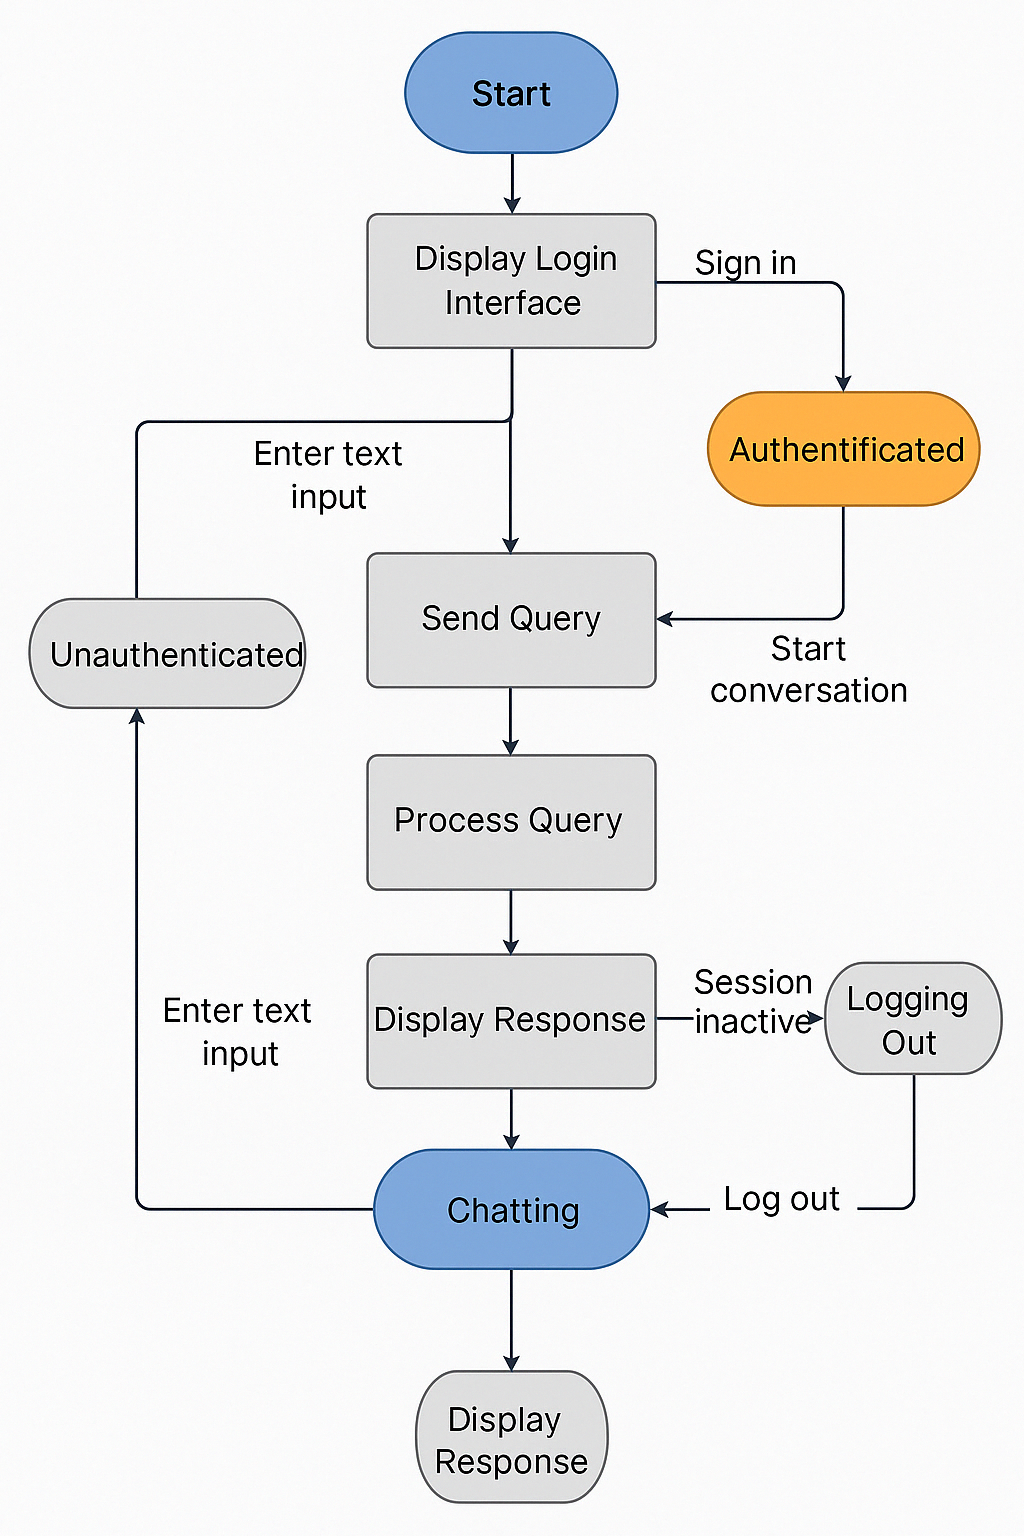 Start
Display Login
Interface
Sign in
Authentificated
Enter text
input
Send Query
Unauthenticated
Start
conversation
Process Query
Display Response
Session
inactive
Logging
Out
Enter text
input
Chatting
Log out
Display
Response